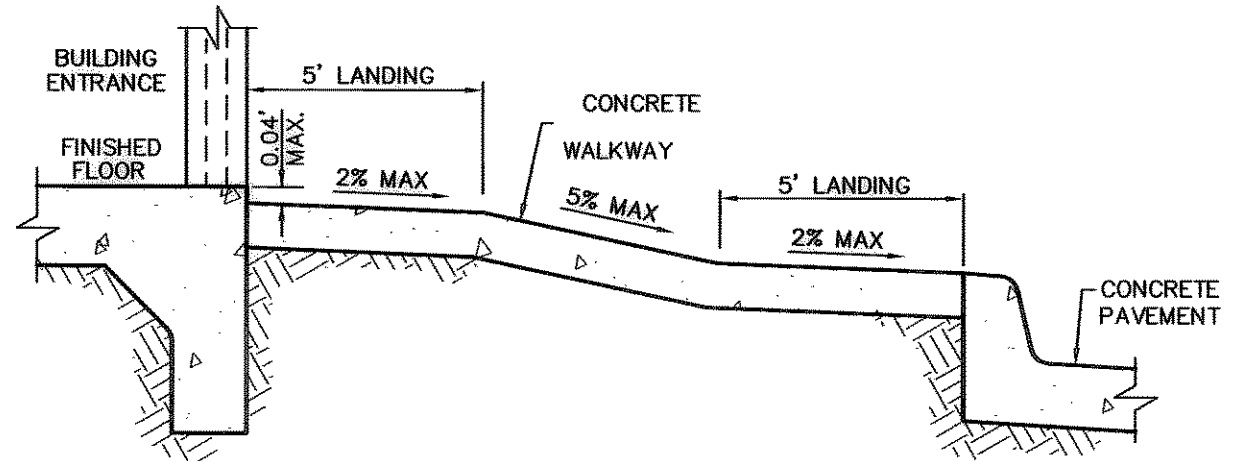 BUILDING
ENTRANCE
5' LANDING
0.04'
MAX.
CONCRETE
WALKWAY
FINISHED
FLOOR
2% MAX
5% MAX
5' LANDING
2% MAX
CONCRETE
PAVEMENT